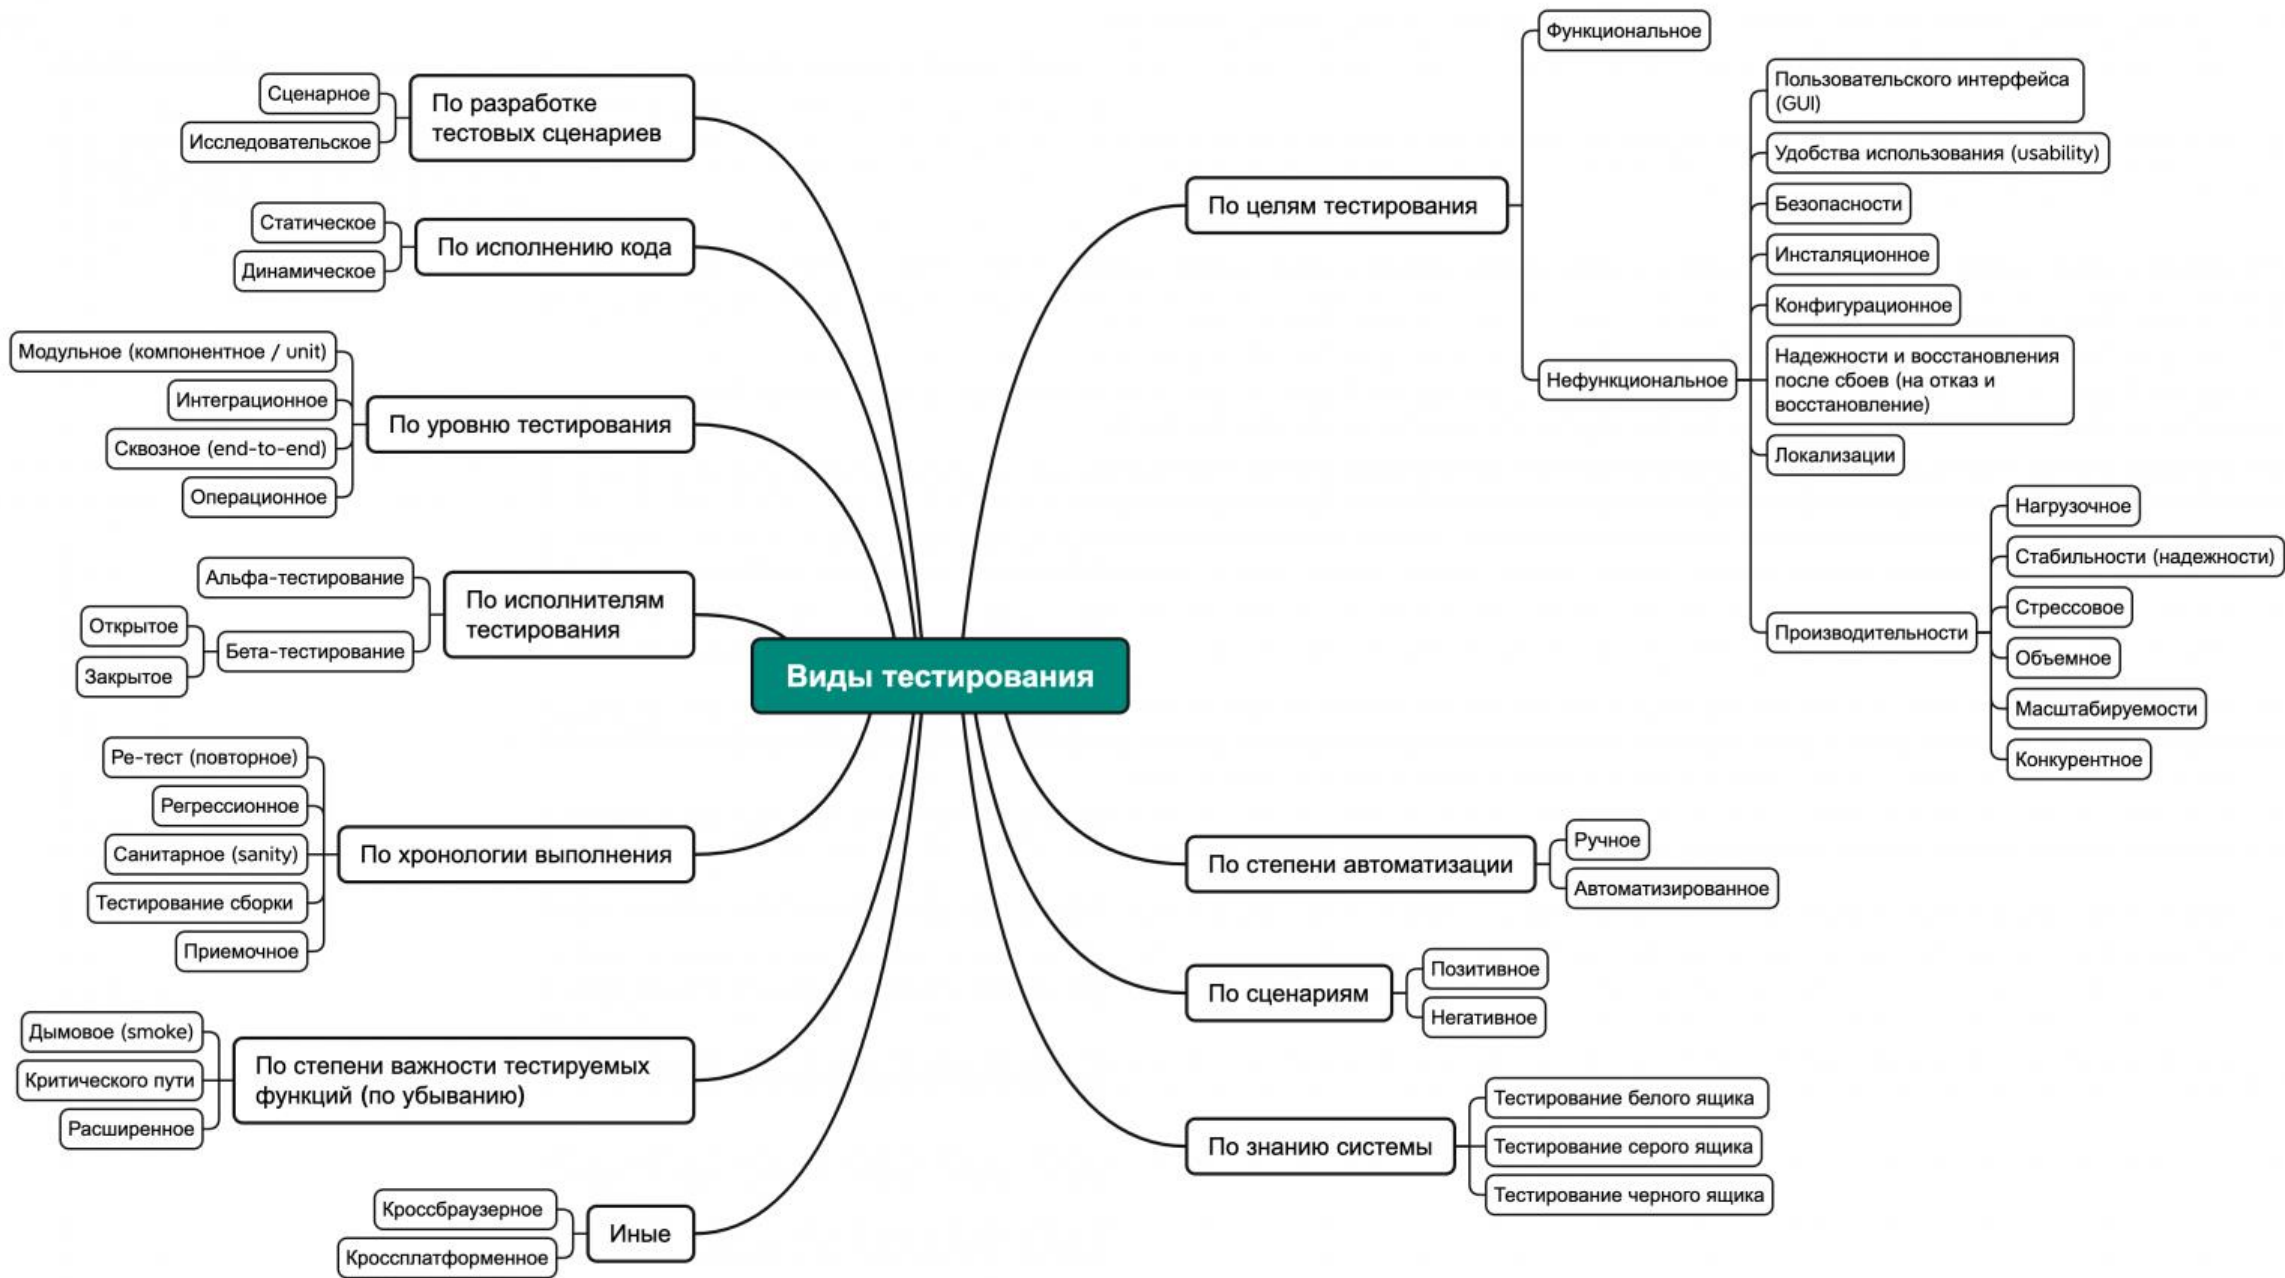 Виды тестирования
По разработке
тестовых сценариев
Сценарное
Исследовательское
По исполнению кода
Статическое
Динамическое
По уровню тестирования
Модульное (компонентное / unit)
Интеграционное
Сквозное (end-to-end)
Операционное
По исполнителям
тестирования
Альфа-тестирование
Бета-тестирование
Открытое
Закрытое
По хронологии выполнения
Ре-тест (повторное)
Регрессионное
Санитарное (sanity)
Тестирование сборки
Приемочное
По степени важности тестируемых
функций (по убыванию)
Дымовое (smoke)
Критического пути
Расширенное
Иные
Кроссбраузерное
Кроссплатформенное
По целям тестирования
Функциональное
Нефункциональное
Пользовательского интерфейса
(GUI)
Удобства использования (usability)
Безопасности
Инсталяционное
Конфигурационное
Надежности и восстановления
после сбоев (на отказ и
восстановление)
Локализации
Производительности
Нагрузочное
Стабильности (надежности)
Стрессовое
Объемное
Масштабируемости
Конкурентное
По степени автоматизации
Ручное
Автоматизированное
По сценариям
Позитивное
Негативное
По знанию системы
Тестирование белого ящика
Тестирование серого ящика
Тестирование черного ящика